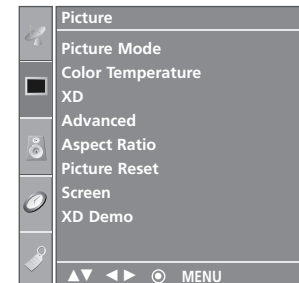 Picture
Picture Mode
Color Temperature
XD
Advanced
Aspect Ratio
Picture Reset
Screen
XD Demo
▲▼ ◄► ⦿ MENU